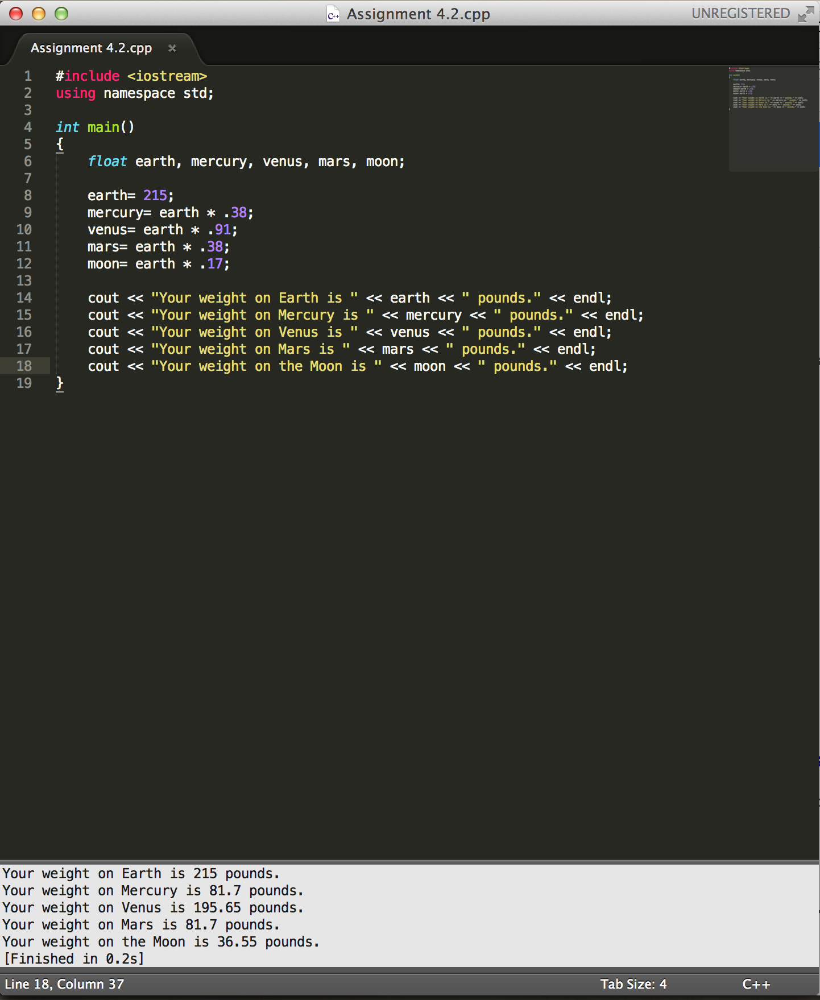 Assignment 4.2.cpp
UNREGISTERED
Assignment 4.2.cpp ×
1 #include <iostream>
2 using namespace std;
3
4 int main()
5 {
6     float earth, mercury, venus, mars, moon;
7
8     earth= 215;
9     mercury= earth * .38;
10     venus= earth * .91;
11     mars= earth * .38;
12     moon= earth * .17;
13
14     cout << "Your weight on Earth is " << earth << " pounds." << endl;
15     cout << "Your weight on Mercury is " << mercury << " pounds." << endl;
16     cout << "Your weight on Venus is " << venus << " pounds." << endl;
17     cout << "Your weight on Mars is " << mars << " pounds." << endl;
18     cout << "Your weight on the Moon is " << moon << " pounds." << endl;
19 }
Your weight on Earth is 215 pounds.
Your weight on Mercury is 81.7 pounds.
Your weight on Venus is 195.65 pounds.
Your weight on Mars is 81.7 pounds.
Your weight on the Moon is 36.55 pounds.
[Finished in 0.2s]
Line 18, Column 37
Tab Size: 4
C++